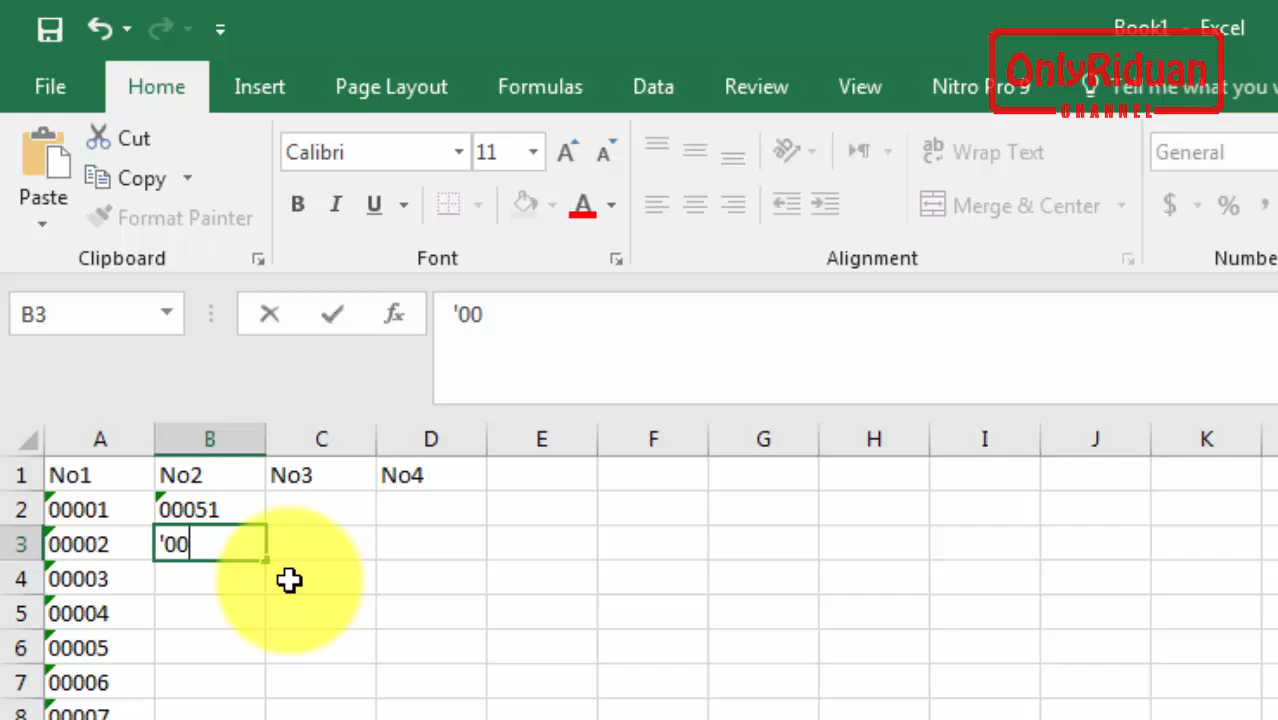 Book1 - Excel
OnlyRiduan
CHANNEL
File Home Insert Page Layout Formulas Data Review View Nitro Pro 9 Tell me what you
Paste
Cut
Copy
Format Painter
Clipboard
Calibri 11
B I U A
Font
ab Wrap Text
Merge & Center
Alignment
General
$ % ,
Numbe
B3 fx '00
A B C D E F G H I J K
1 No1 No2 No3 No4
2 00001 00051
3 00002 '00
4 00003
5 00004
6 00005
7 00006
8 00007